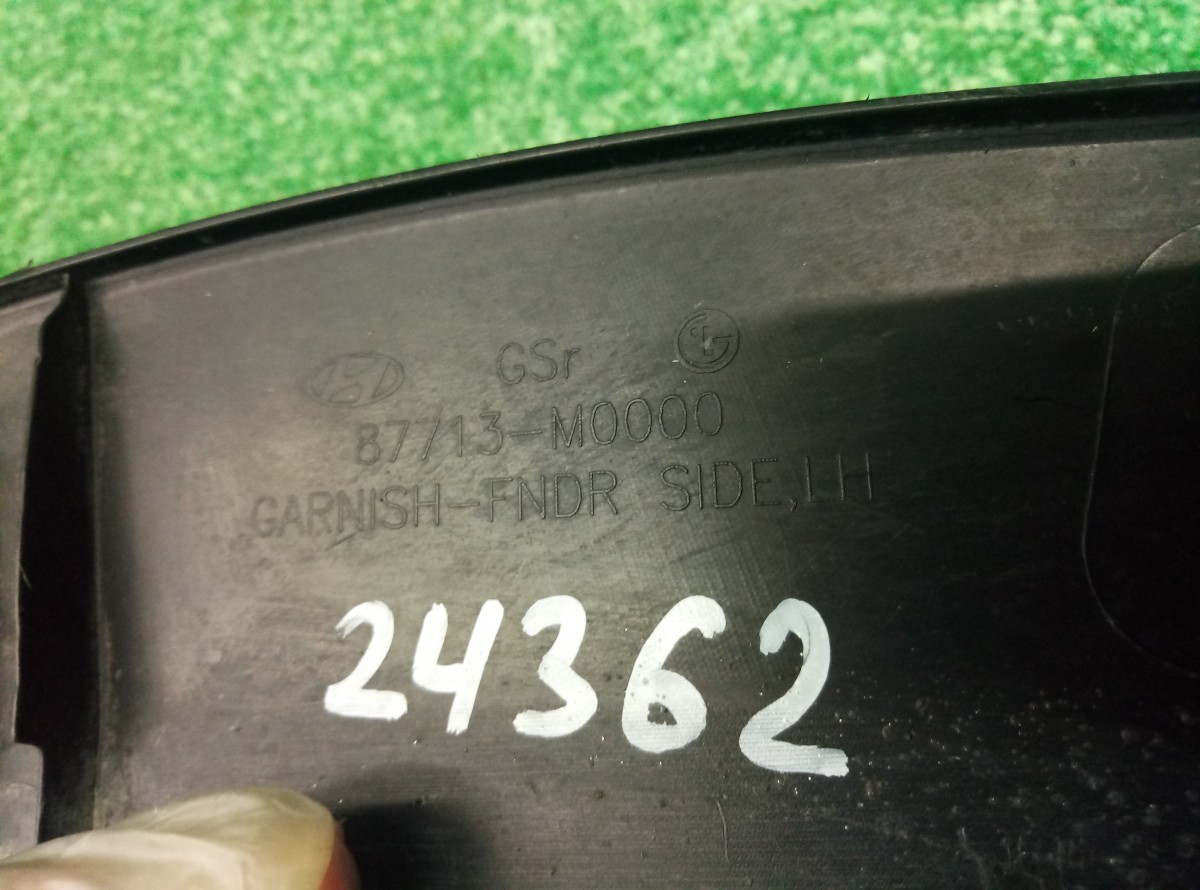 GSr
87713-M0000
GARNISH-FNDR SIDE,LH
24362